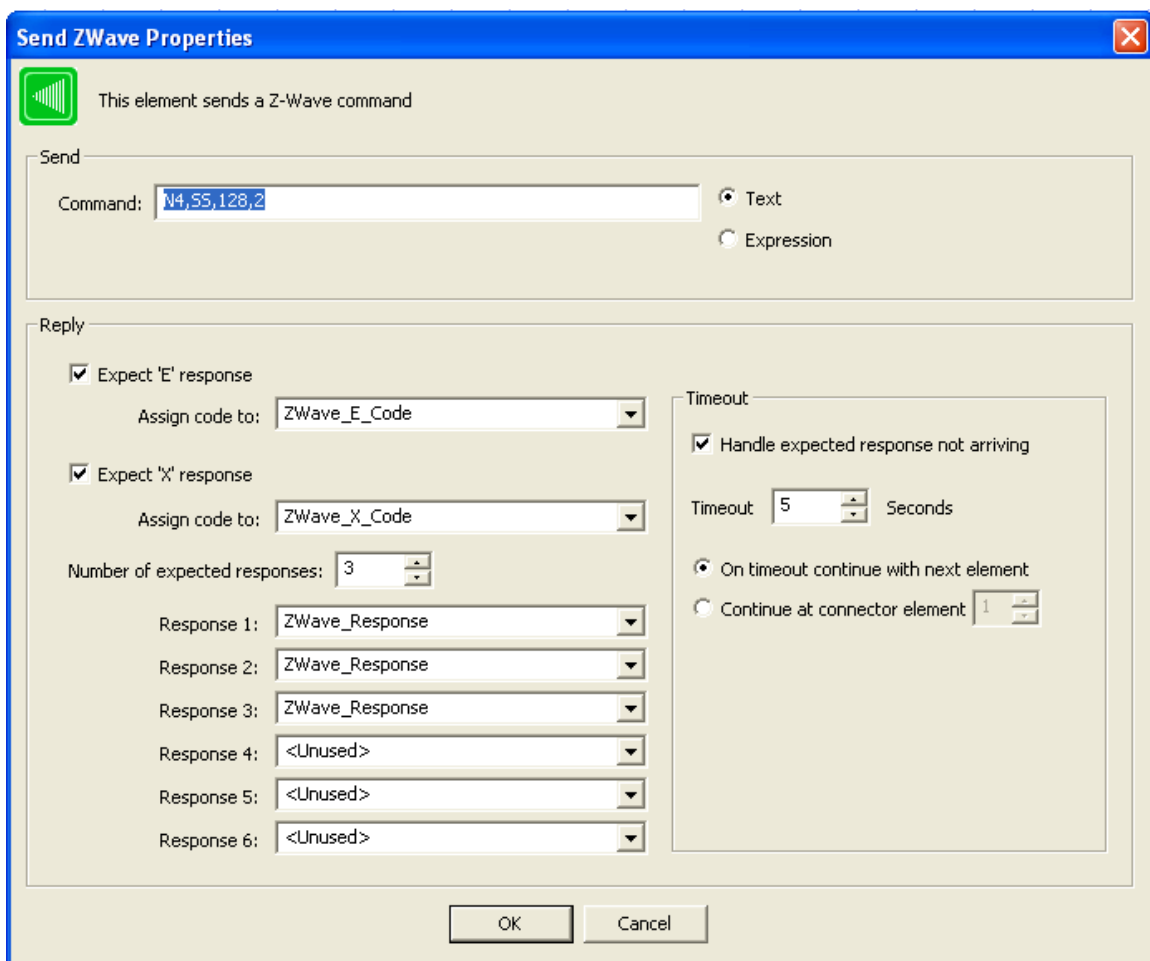 Send ZWave Properties
This element sends a Z-Wave command
Send
Command: N4,SS,128,2
Text
Expression
Reply
Expect 'E' response
Assign code to: ZWave_E_Code
Expect 'X' response
Assign code to: ZWave_X_Code
Number of expected responses: 3
Response 1: ZWave_Response
Response 2: ZWave_Response
Response 3: ZWave_Response
Response 4: <Unused>
Response 5: <Unused>
Response 6: <Unused>
Timeout
Handle expected response not arriving
Timeout 5 Seconds
On timeout continue with next element
Continue at connector element 1
OK Cancel